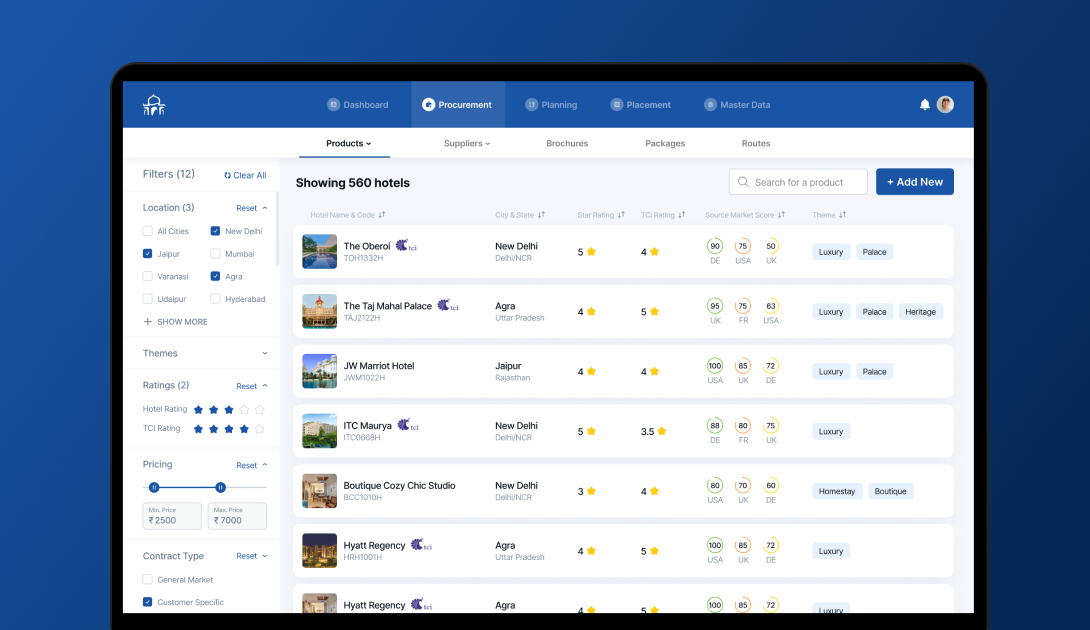 Dashboard
Procurement
Planning
Placement
Master Data
Products
Suppliers
Brochures
Packages
Routes
Filters (12)
Clear All
Location (3)
Reset
All Cities
New Delhi
Jaipur
Mumbai
Varanasi
Agra
Udaipur
Hyderabad
+ SHOW MORE
Themes
Ratings (2)
Reset
Hotel Rating
TCI Rating
Pricing
Reset
Min. Price
₹ 2500
Max. Price
₹ 7000
Contract Type
Reset
General Market
Customer Specific
Showing 560 hotels
Search for a product
+ Add New
Hotel Name & Code
City & State
Star Rating
TCI Rating
Source Market Score
Theme
The Oberoi tci
TOH1332H
New Delhi
Delhi/NCR
5
4
90 75 50
DE USA UK
Luxury Palace
The Taj Mahal Palace tci
TAJ2122H
Agra
Uttar Pradesh
4
5
95 75 63
UK FR USA
Luxury Palace Heritage
JW Marriot Hotel
JWM1022H
Jaipur
Rajasthan
4
4
100 85 72
USA UK DE
Luxury Palace
ITC Maurya tci
ITC0668H
New Delhi
Delhi/NCR
5
3.5
88 80 75
DE FR UK
Luxury
Boutique Cozy Chic Studio
BCC1010H
New Delhi
Delhi/NCR
3
4
80 70 60
USA UK DE
Homestay Boutique
Hyatt Regency tci
HRH1001H
Agra
Uttar Pradesh
4
5
100 85 72
USA UK DE
Luxury
Hyatt Regency tci
Agra
4
5
100 85 72
Luxury